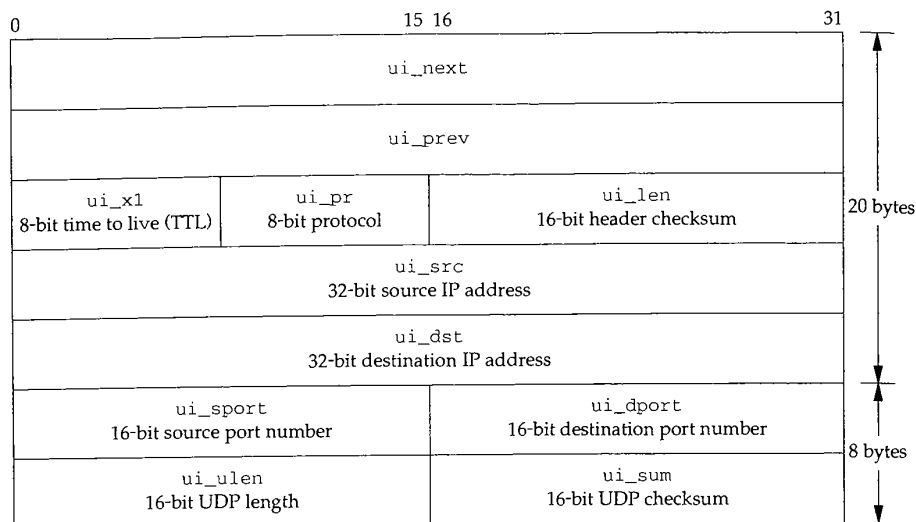 0 15 16 31
ui_next
ui_prev
ui_x1 ui_pr ui_len
8-bit time to live (TTL) 8-bit protocol 16-bit header checksum
20 bytes
ui_src
32-bit source IP address
ui_dst
32-bit destination IP address
ui_sport ui_dport
16-bit source port number 16-bit destination port number
8 bytes
ui_ulen ui_sum
16-bit UDP length 16-bit UDP checksum